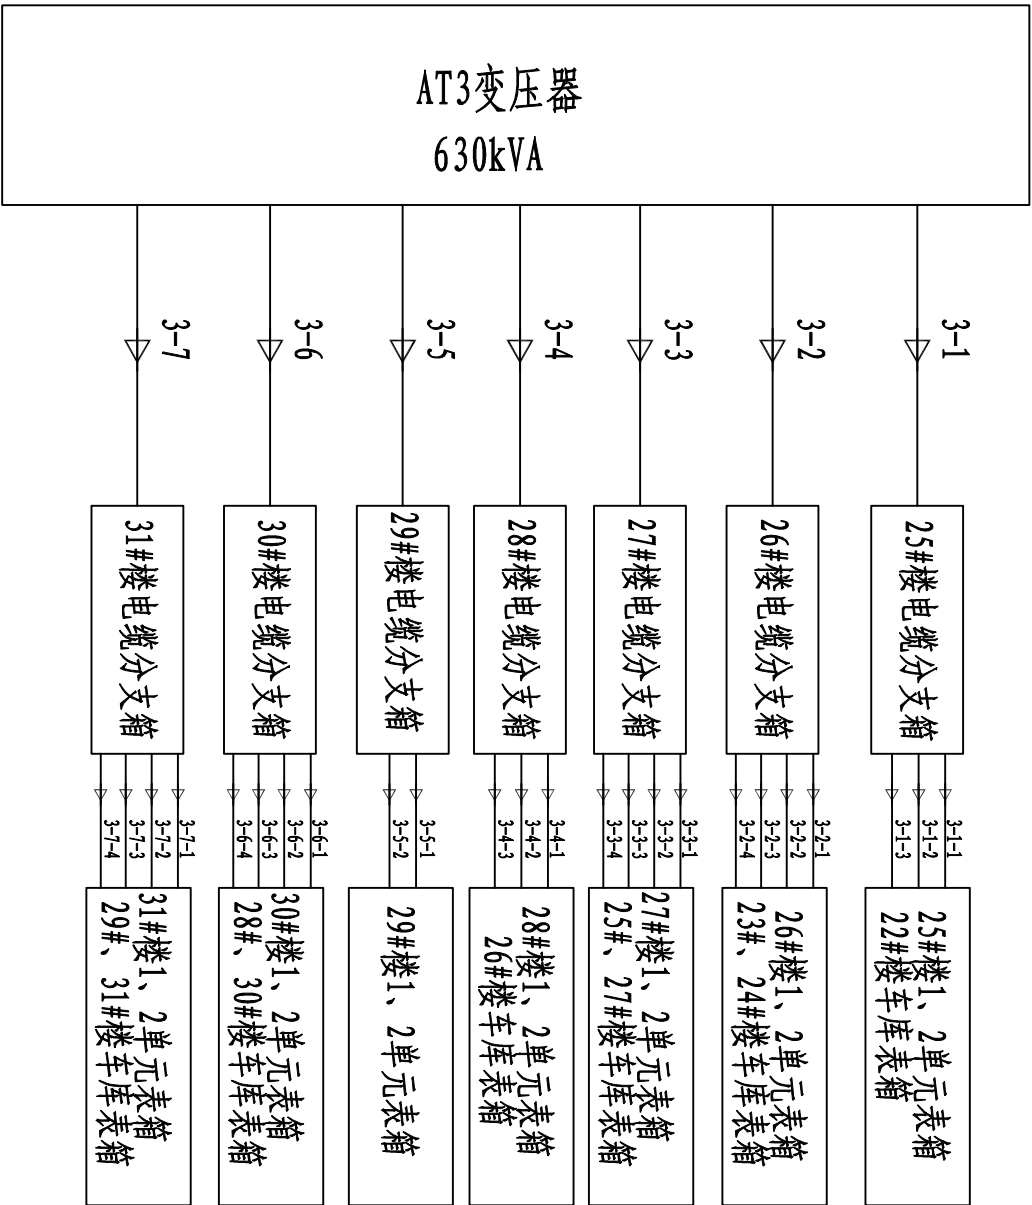 AT3变压器
630kVA
3-7
3-6
3-5
3-4
3-3
3-2
3-1
31#楼电缆分支箱
30#楼电缆分支箱
29#楼电缆分支箱
28#楼电缆分支箱
27#楼电缆分支箱
26#楼电缆分支箱
25#楼电缆分支箱
3-7-4
3-7-3
3-7-2
3-7-1
3-6-4
3-6-3
3-6-2
3-6-1
3-5-2
3-5-1
3-4-3
3-4-2
3-4-1
3-3-4
3-3-3
3-3-2
3-3-1
3-2-4
3-2-3
3-2-2
3-2-1
3-1-3
3-1-2
3-1-1
31#楼1、2单元表箱
29#、31#楼车库表箱
30#楼1、2单元表箱
28#、30#楼车库表箱
29#楼1、2单元表箱
28#楼1、2单元表箱
26#楼车库表箱
27#楼1、2单元表箱
25#、27#楼车库表箱
26#楼1、2单元表箱
23#、24#楼车库表箱
25#楼1、2单元表箱
22#楼车库表箱